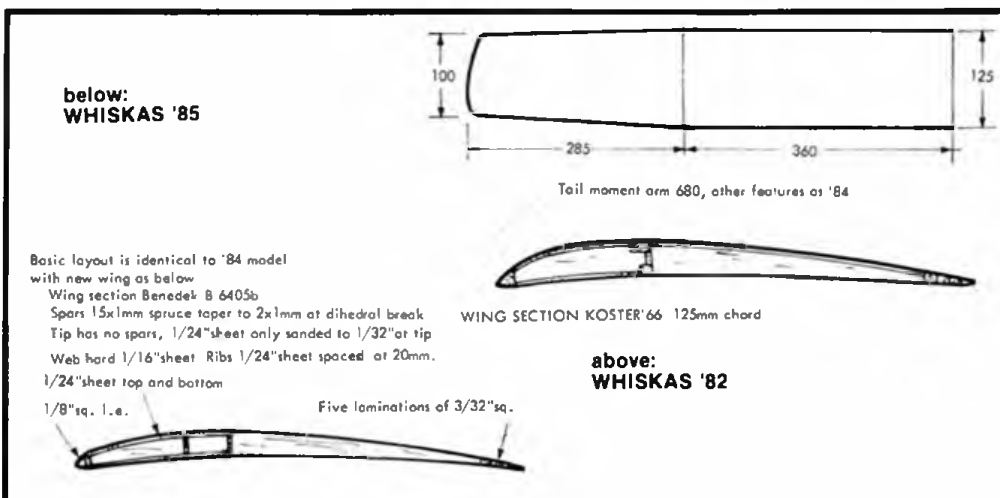 below:
WHISKAS '85
100
125
285
360
Tail moment arm 680, other features as '84
Basic layout is identical to '84 model
with new wing as below
Wing section Benedek B 6405b
Spars 15x1mm spruce taper to 2x1mm at dihedral break
Tip has no spars, 1/24"sheet only sanded to 1/32"at tip
Web hard 1/16"sheet Ribs 1/24"sheet spaced at 20mm.
1/24"sheet top and bottom
1/8"sq. l.e.
Five laminations of 3/32"sq.
WING SECTION KOSTER'66 125mm chord
above:
WHISKAS '82